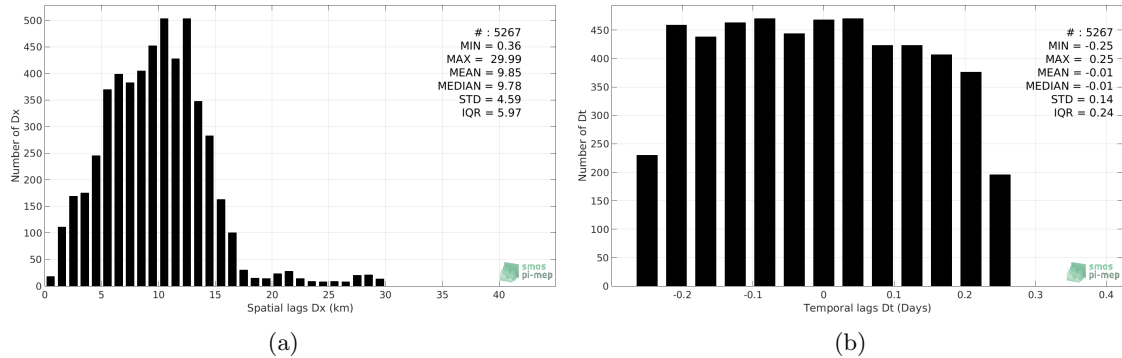 500
450
400
350
300
250
200
150
100
50
0
Number of Dx
# : 5267
MIN = 0.36
MAX = 29.99
MEAN = 9.85
MEDIAN = 9.78
STD = 4.59
IQR = 5.97
smos
pi-mep
0 5 10 15 20 25 30 35 40
Spatial lags Dx (km)
(a)
450
400
350
300
250
200
150
100
50
0
Number of Dt
# : 5267
MIN = -0.25
MAX = 0.25
MEAN = -0.01
MEDIAN = -0.01
STD = 0.14
IQR = 0.24
smos
pi-mep
-0.2 -0.1 0 0.1 0.2 0.3 0.4
Temporal lags Dt (Days)
(b)